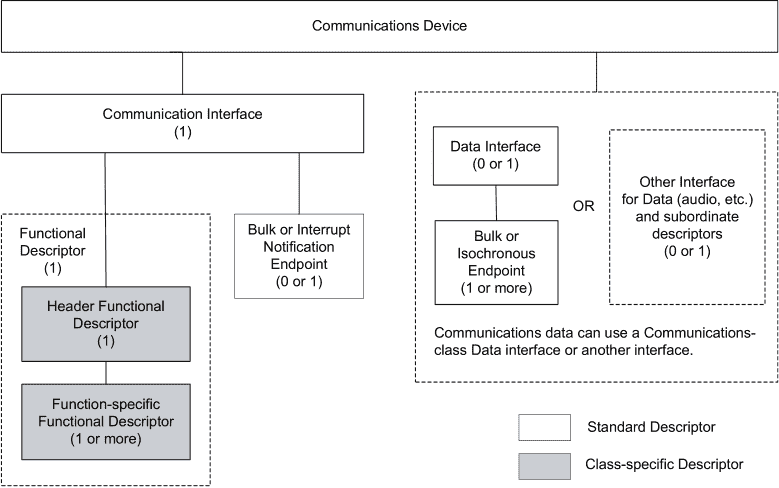 Communications Device
Communication Interface
(1)
Functional
Descriptor
(1)
Header Functional
Descriptor
(1)
Function-specific
Functional Descriptor
(1 or more)
Bulk or Interrupt
Notification
Endpoint
(0 or 1)
Data Interface
(0 or 1)
Bulk or
Isochronous
Endpoint
(1 or more)
OR
Other Interface
for Data (audio, etc.)
and subordinate
descriptors
(0 or 1)
Communications data can use a Communications-
class Data interface or another interface.
Standard Descriptor
Class-specific Descriptor